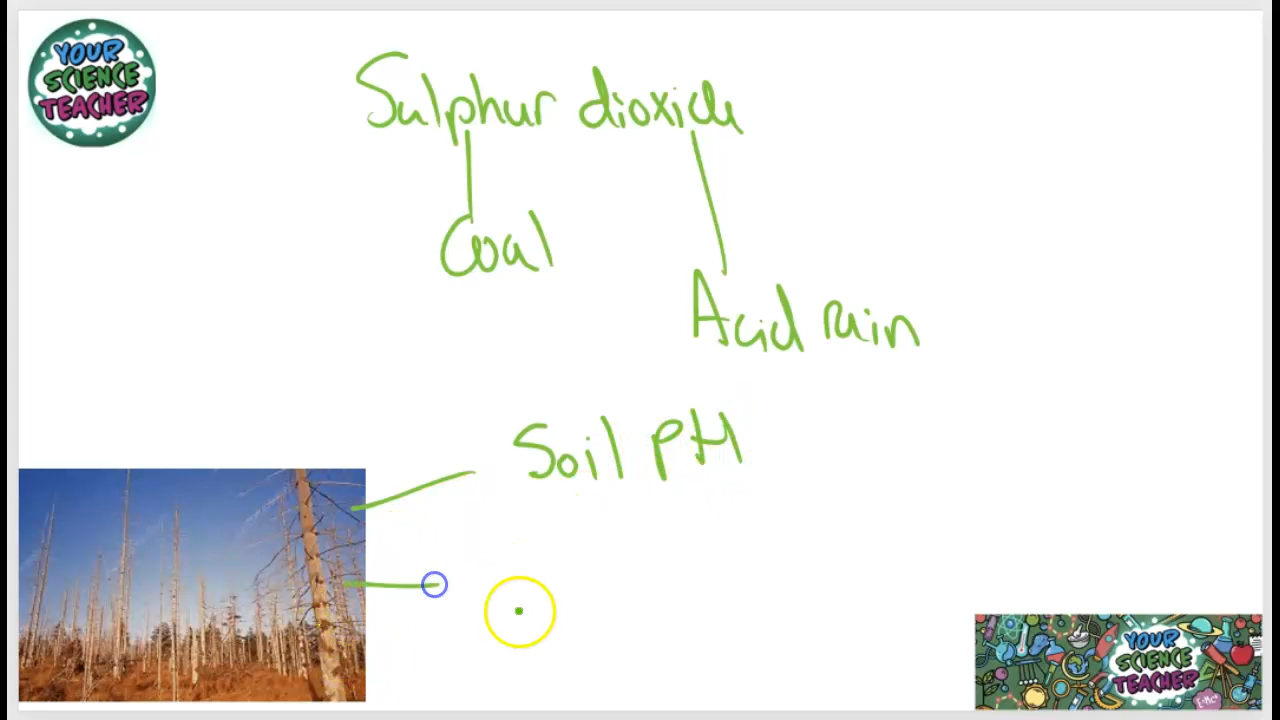 YOUR
SCIENCE
TEACHER
Sulphur dioxide
Coal
Acid rain
Soil PH
YOUR
SCIENCE
TEACHER